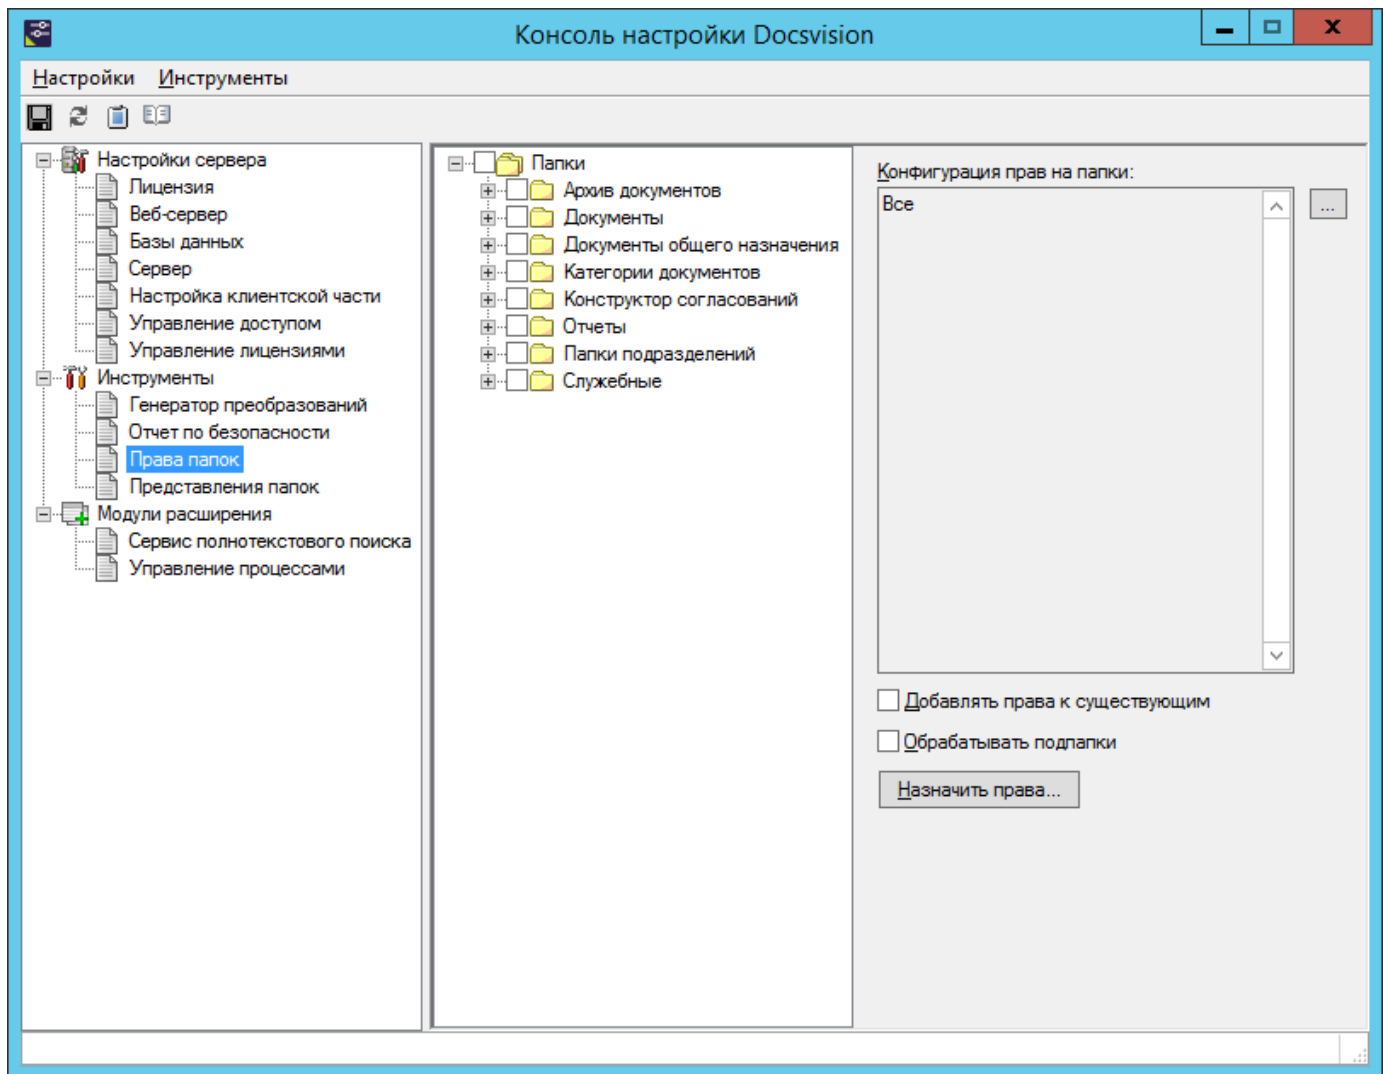 Консоль настройки Docsvision
Настройки Инструменты
Настройки сервера
Лицензия
Веб-сервер
Базы данных
Сервер
Настройка клиентской части
Управление доступом
Управление лицензиями
Инструменты
Генератор преобразований
Отчет по безопасности
Права папок
Представления папок
Модули расширения
Сервис полнотекстового поиска
Управление процессами
Папки
Архив документов
Документы
Документы общего назначения
Категории документов
Конструктор согласований
Отчеты
Папки подразделений
Служебные
Конфигурация прав на папки:
Все
...
Добавлять права к существующим
Обрабатывать подпапки
Назначить права...